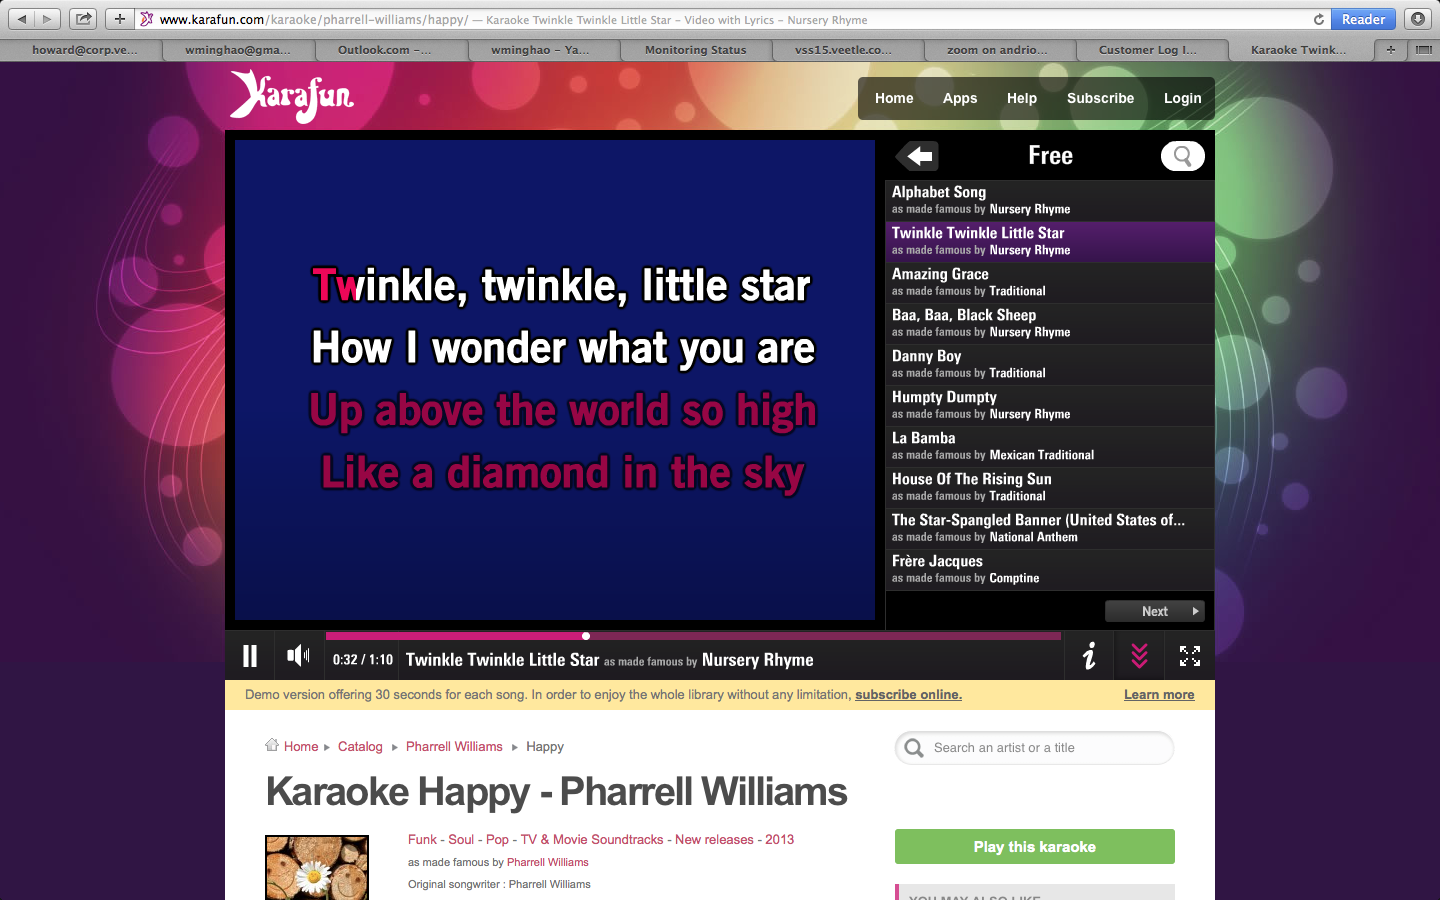 www.karafun.com/karaoke/pharrell-williams/happy/ — Karaoke Twinkle Twinkle Little Star – Video with Lyrics – Nursery Rhyme
Reader
howard@corp.ve...
wminghao@gma...
Outlook.com –...
wminghao – Ya...
Monitoring Status
vss15.veetle.co...
zoom on andrio...
Customer Log I...
Karaoke Twink...
Karafun
Home
Apps
Help
Subscribe
Login
Twinkle, twinkle, little star
How I wonder what you are
Up above the world so high
Like a diamond in the sky
Free
Alphabet Song
as made famous by Nursery Rhyme
Twinkle Twinkle Little Star
as made famous by Nursery Rhyme
Amazing Grace
as made famous by Traditional
Baa, Baa, Black Sheep
as made famous by Nursery Rhyme
Danny Boy
as made famous by Traditional
Humpty Dumpty
as made famous by Nursery Rhyme
La Bamba
as made famous by Mexican Traditional
House Of The Rising Sun
as made famous by Traditional
The Star-Spangled Banner (United States of...
as made famous by National Anthem
Frère Jacques
as made famous by Comptine
Next
0:32 / 1:10
Twinkle Twinkle Little Star as made famous by Nursery Rhyme
Demo version offering 30 seconds for each song. In order to enjoy the whole library without any limitation, subscribe online.
Learn more
Home
Catalog
Pharrell Williams
Happy
Search an artist or a title
Karaoke Happy - Pharrell Williams
Funk - Soul - Pop - TV & Movie Soundtracks - New releases - 2013
as made famous by Pharrell Williams
Original songwriter : Pharrell Williams
Play this karaoke
YOU MAY ALSO LIKE